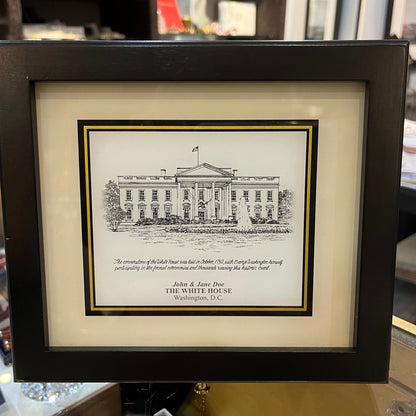 The cornerstone of the White House was laid in October, 1792, with George Washington himself
participating in the formal ceremonies and thousands viewing this historic event.
John & Jane Doe
THE WHITE HOUSE
Washington, D.C.